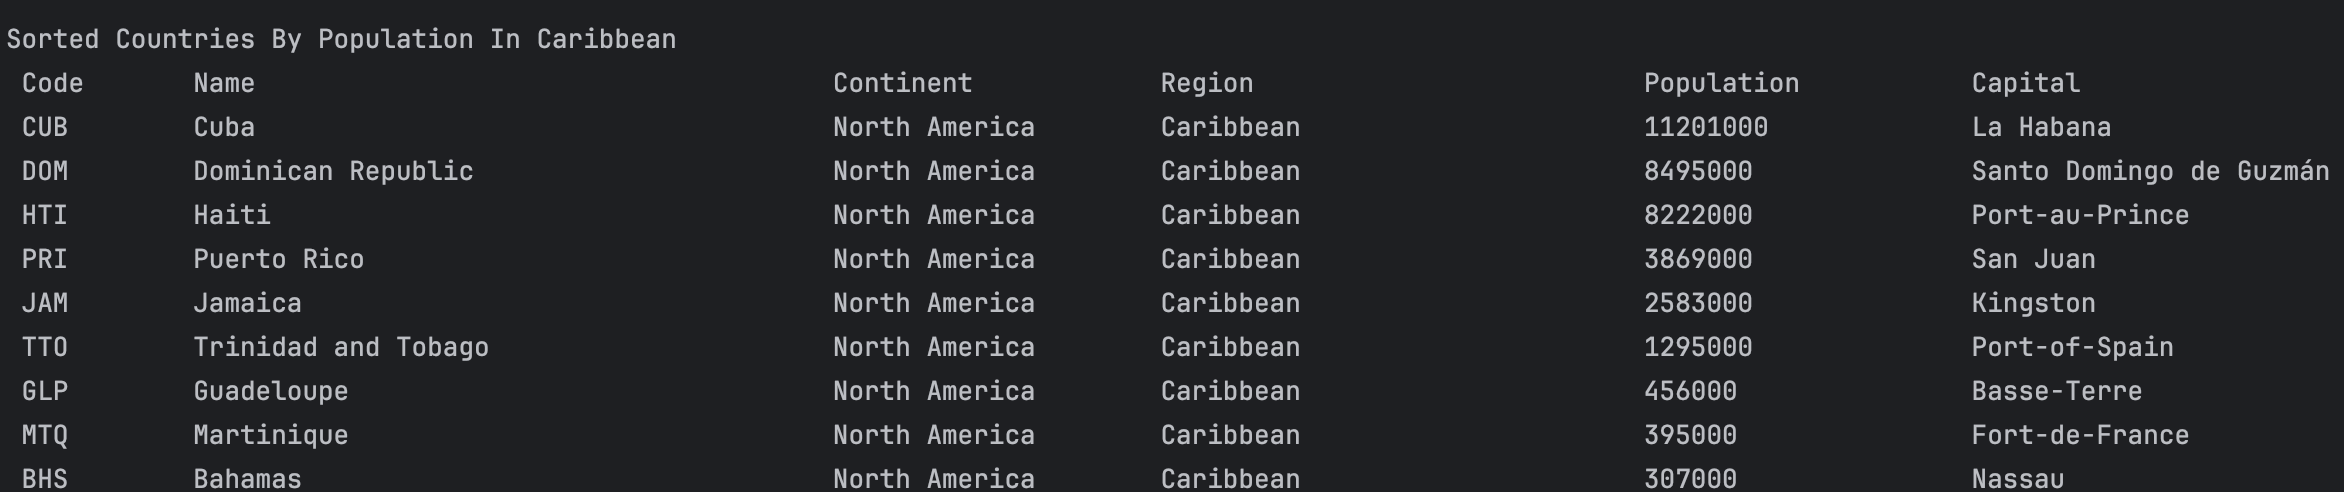 Sorted Countries By Population In Caribbean
Code Name Continent Region Population Capital
CUB Cuba North America Caribbean 11201000 La Habana
DOM Dominican Republic North America Caribbean 8495000 Santo Domingo de Guzmán
HTI Haiti North America Caribbean 8222000 Port-au-Prince
PRI Puerto Rico North America Caribbean 3869000 San Juan
JAM Jamaica North America Caribbean 2583000 Kingston
TTO Trinidad and Tobago North America Caribbean 1295000 Port-of-Spain
GLP Guadeloupe North America Caribbean 456000 Basse-Terre
MTQ Martinique North America Caribbean 395000 Fort-de-France
BHS Bahamas North America Caribbean 307000 Nassau